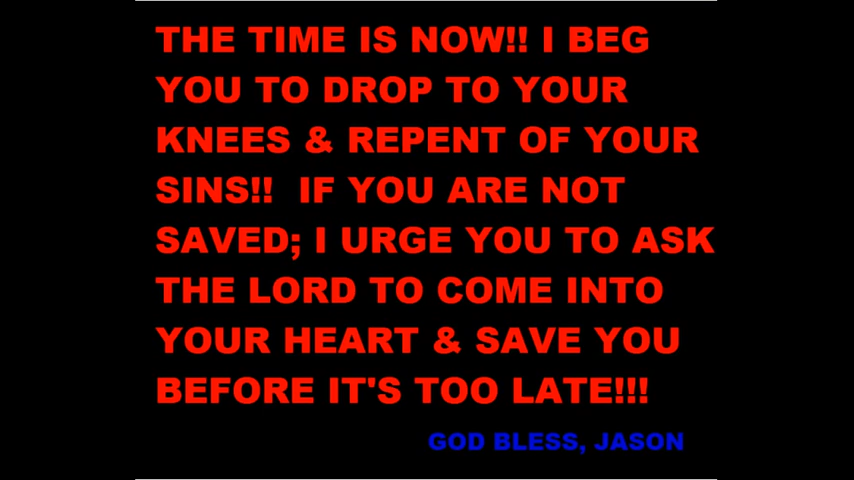 THE TIME IS NOW!! I BEG
YOU TO DROP TO YOUR
KNEES & REPENT OF YOUR
SINS!!  IF YOU ARE NOT
SAVED; I URGE YOU TO ASK
THE LORD TO COME INTO
YOUR HEART & SAVE YOU
BEFORE IT'S TOO LATE!!!
GOD BLESS, JASON